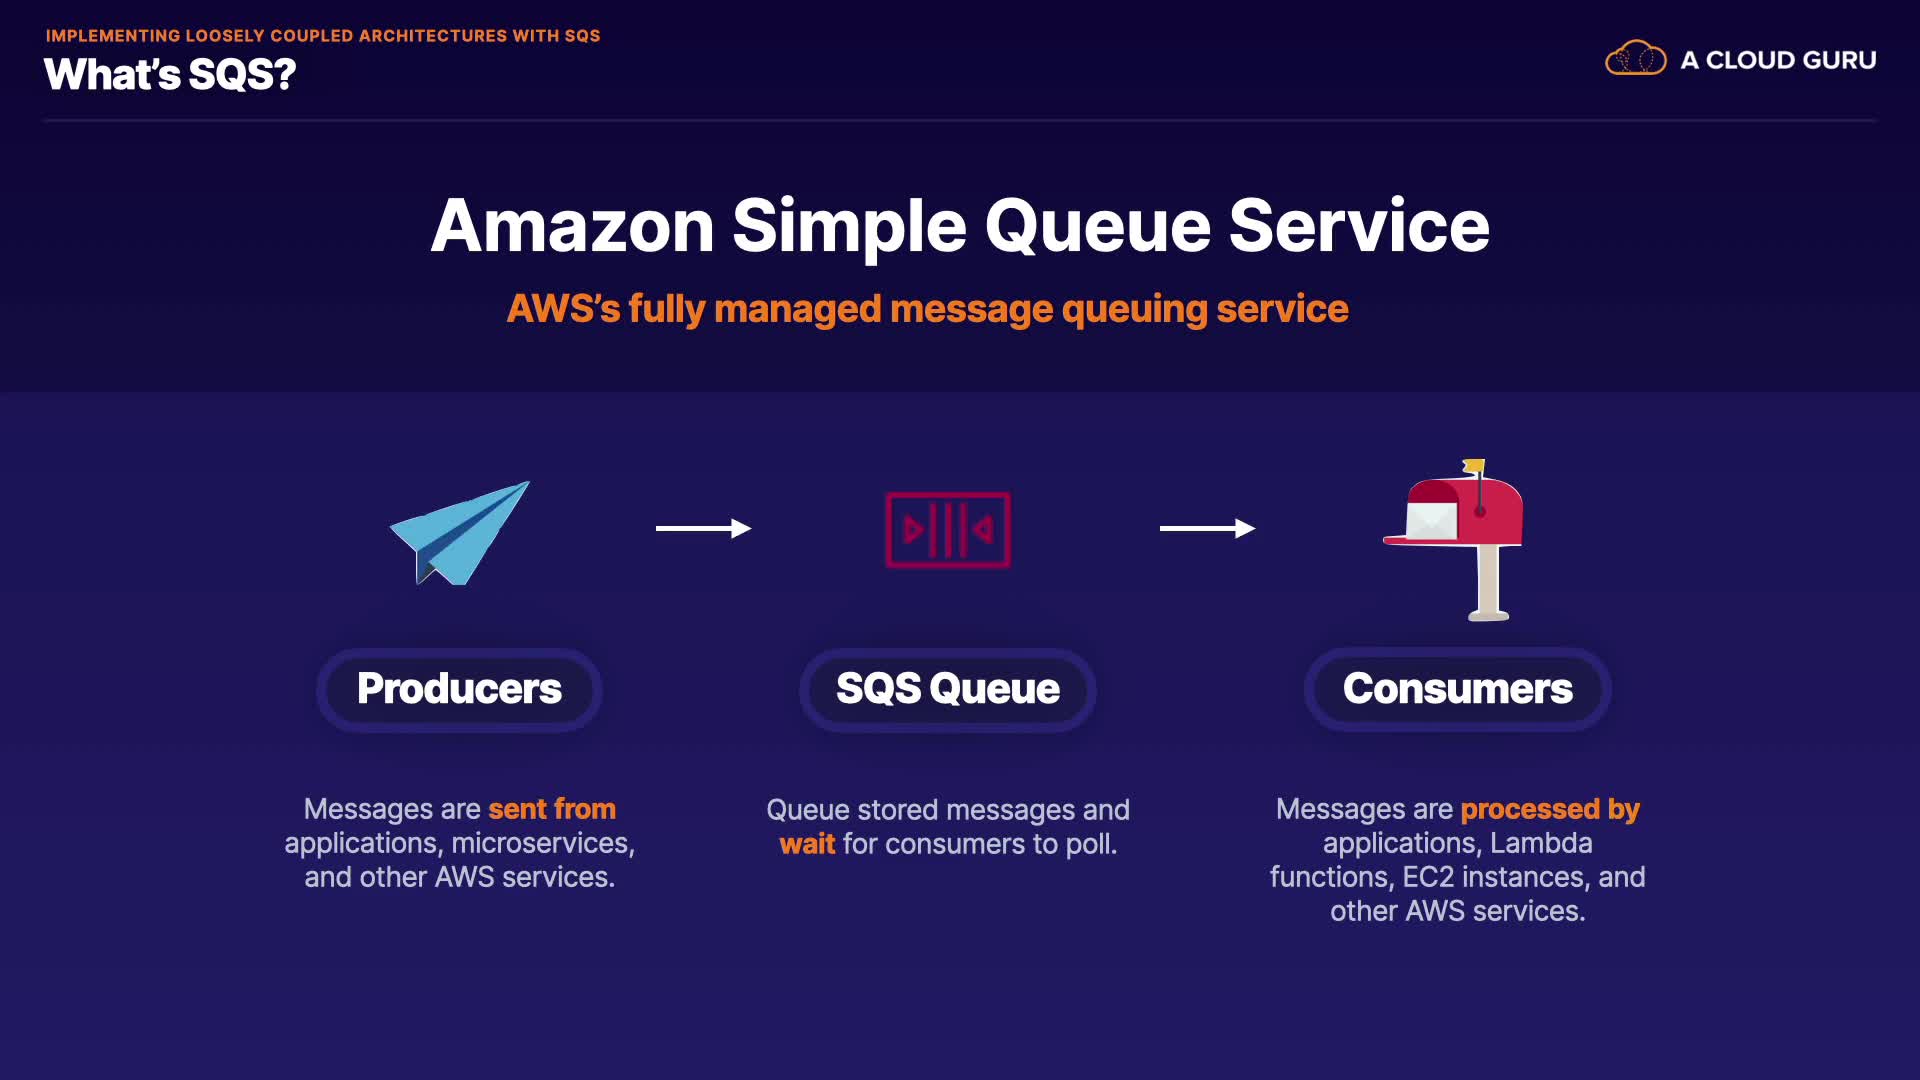 IMPLEMENTING LOOSELY COUPLED ARCHITECTURES WITH SQS
What's SQS?
A CLOUD GURU
Amazon Simple Queue Service
AWS's fully managed message queuing service
Producers
Messages are sent from
applications, microservices,
and other AWS services.
SQS Queue
Queue stored messages and
wait for consumers to poll.
Consumers
Messages are processed by
applications, Lambda
functions, EC2 instances, and
other AWS services.